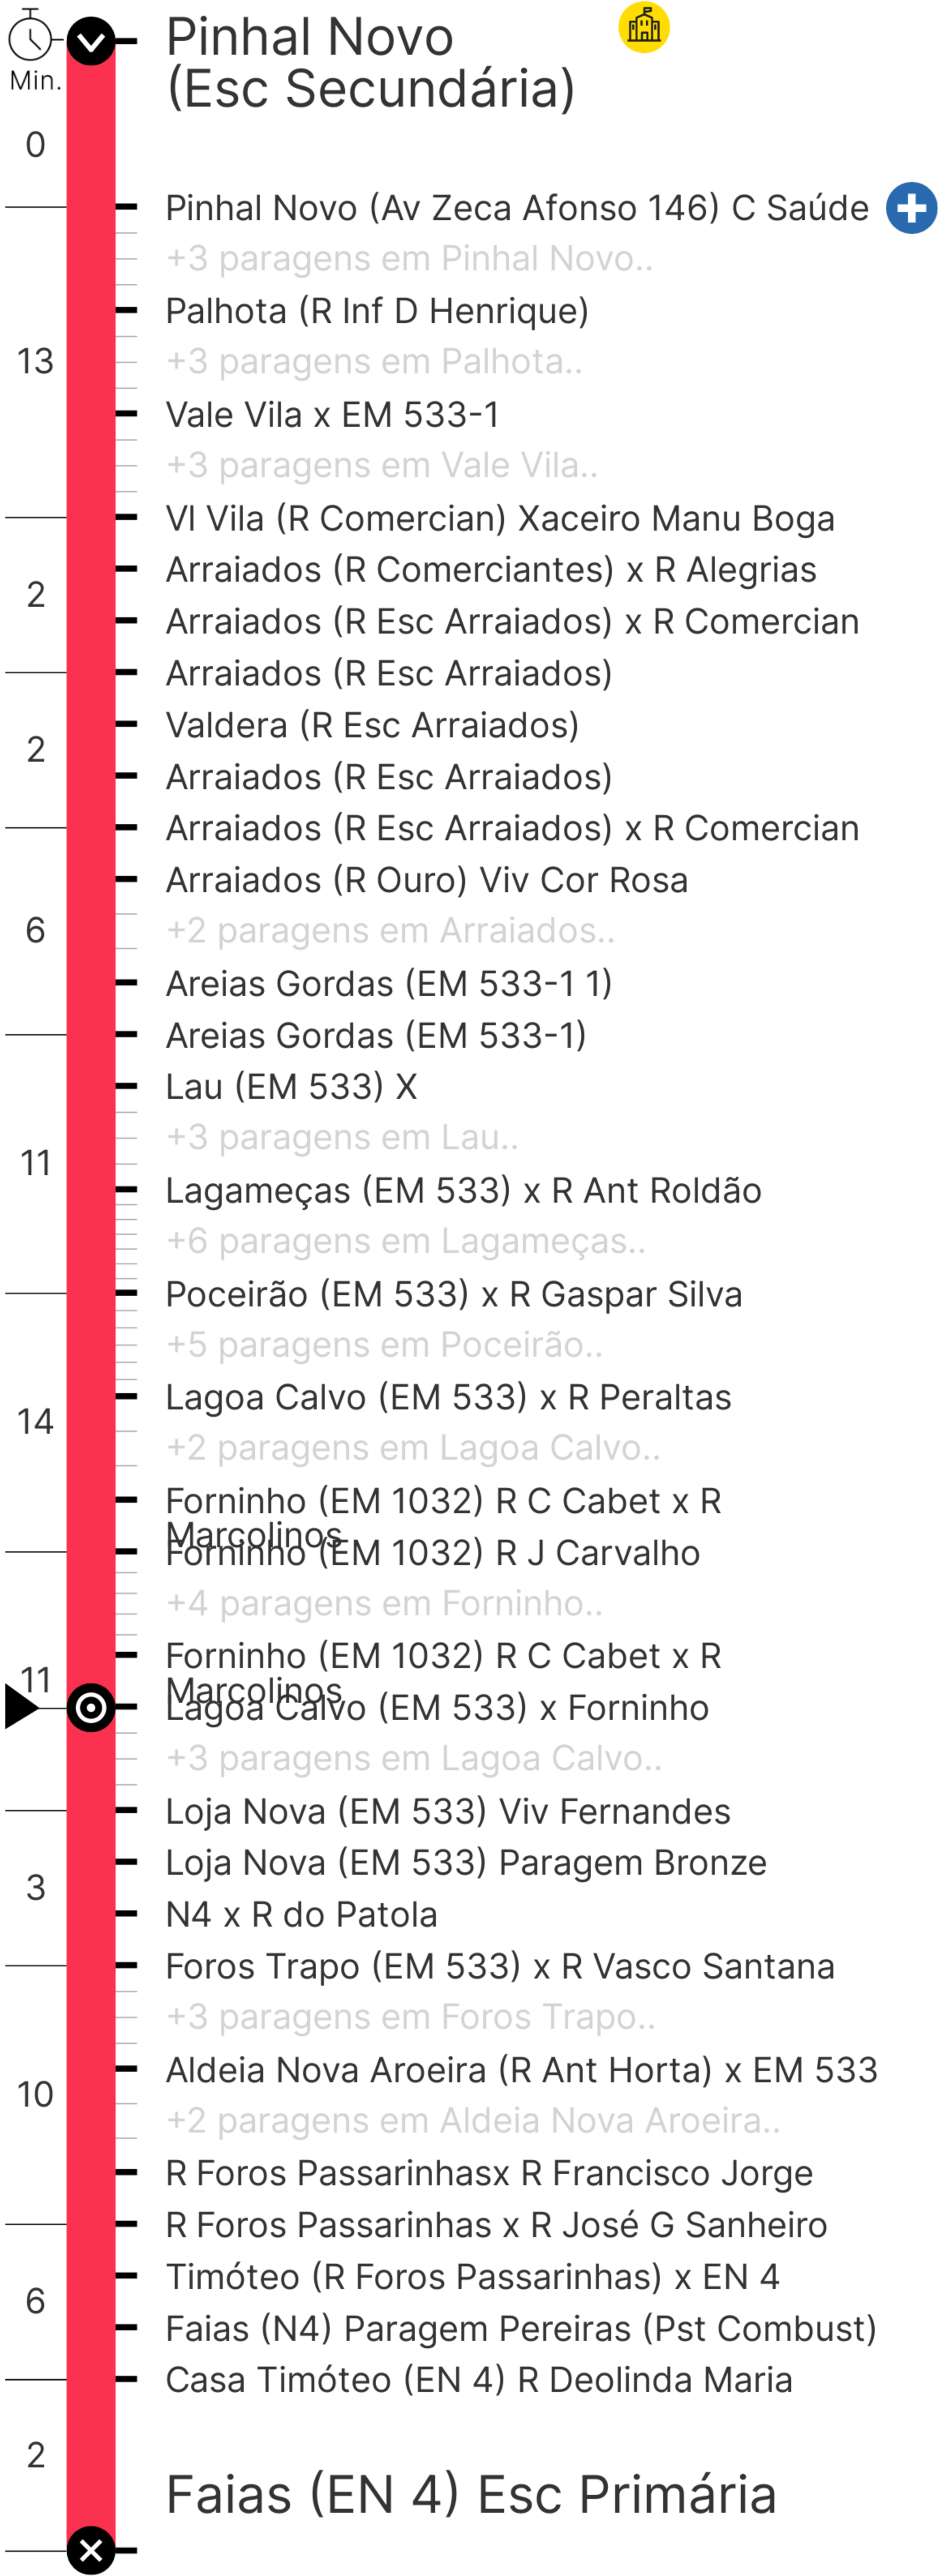 Pinhal Novo
(Esc Secundária)
Min.
0
Pinhal Novo (Av Zeca Afonso 146) C Saúde
+3 paragens em Pinhal Novo..
Palhota (R Inf D Henrique)
13
+3 paragens em Palhota..
Vale Vila x EM 533-1
+3 paragens em Vale Vila..
Vl Vila (R Comercian) Xaceiro Manu Boga
Arraiados (R Comerciantes) x R Alegrias
2
Arraiados (R Esc Arraiados) x R Comercian
Arraiados (R Esc Arraiados)
Valdera (R Esc Arraiados)
2
Arraiados (R Esc Arraiados)
Arraiados (R Esc Arraiados) x R Comercian
Arraiados (R Ouro) Viv Cor Rosa
6
+2 paragens em Arraiados..
Areias Gordas (EM 533-1 1)
Areias Gordas (EM 533-1)
Lau (EM 533) X
+3 paragens em Lau..
11
Lagameças (EM 533) x R Ant Roldão
+6 paragens em Lagameças..
Poceirão (EM 533) x R Gaspar Silva
+5 paragens em Poceirão..
Lagoa Calvo (EM 533) x R Peraltas
14
+2 paragens em Lagoa Calvo..
Forninho (EM 1032) R C Cabet x R
Marcolinos
Forninho (EM 1032) R J Carvalho
+4 paragens em Forninho..
Forninho (EM 1032) R C Cabet x R
Marcolinos
11
Lagoa Calvo (EM 533) x Forninho
+3 paragens em Lagoa Calvo..
Loja Nova (EM 533) Viv Fernandes
Loja Nova (EM 533) Paragem Bronze
3
N4 x R do Patola
Foros Trapo (EM 533) x R Vasco Santana
+3 paragens em Foros Trapo..
Aldeia Nova Aroeira (R Ant Horta) x EM 533
10
+2 paragens em Aldeia Nova Aroeira..
R Foros Passarinhasx R Francisco Jorge
R Foros Passarinhas x R José G Sanheiro
Timóteo (R Foros Passarinhas) x EN 4
6
Faias (N4) Paragem Pereiras (Pst Combust)
Casa Timóteo (EN 4) R Deolinda Maria
2
Faias (EN 4) Esc Primária